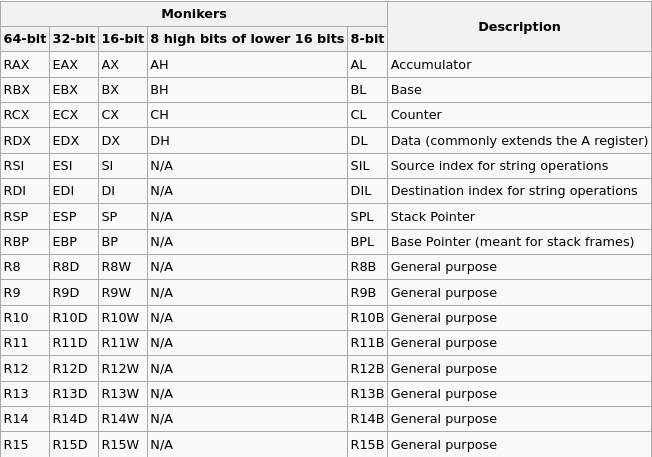 Monikers Description
64-bit 32-bit 16-bit 8 high bits of lower 16 bits 8-bit
RAX EAX AX AH AL Accumulator
RBX EBX BX BH BL Base
RCX ECX CX CH CL Counter
RDX EDX DX DH DL Data (commonly extends the A register)
RSI ESI SI N/A SIL Source index for string operations
RDI EDI DI N/A DIL Destination index for string operations
RSP ESP SP N/A SPL Stack Pointer
RBP EBP BP N/A BPL Base Pointer (meant for stack frames)
R8 R8D R8W N/A R8B General purpose
R9 R9D R9W N/A R9B General purpose
R10 R10D R10W N/A R10B General purpose
R11 R11D R11W N/A R11B General purpose
R12 R12D R12W N/A R12B General purpose
R13 R13D R13W N/A R13B General purpose
R14 R14D R14W N/A R14B General purpose
R15 R15D R15W N/A R15B General purpose